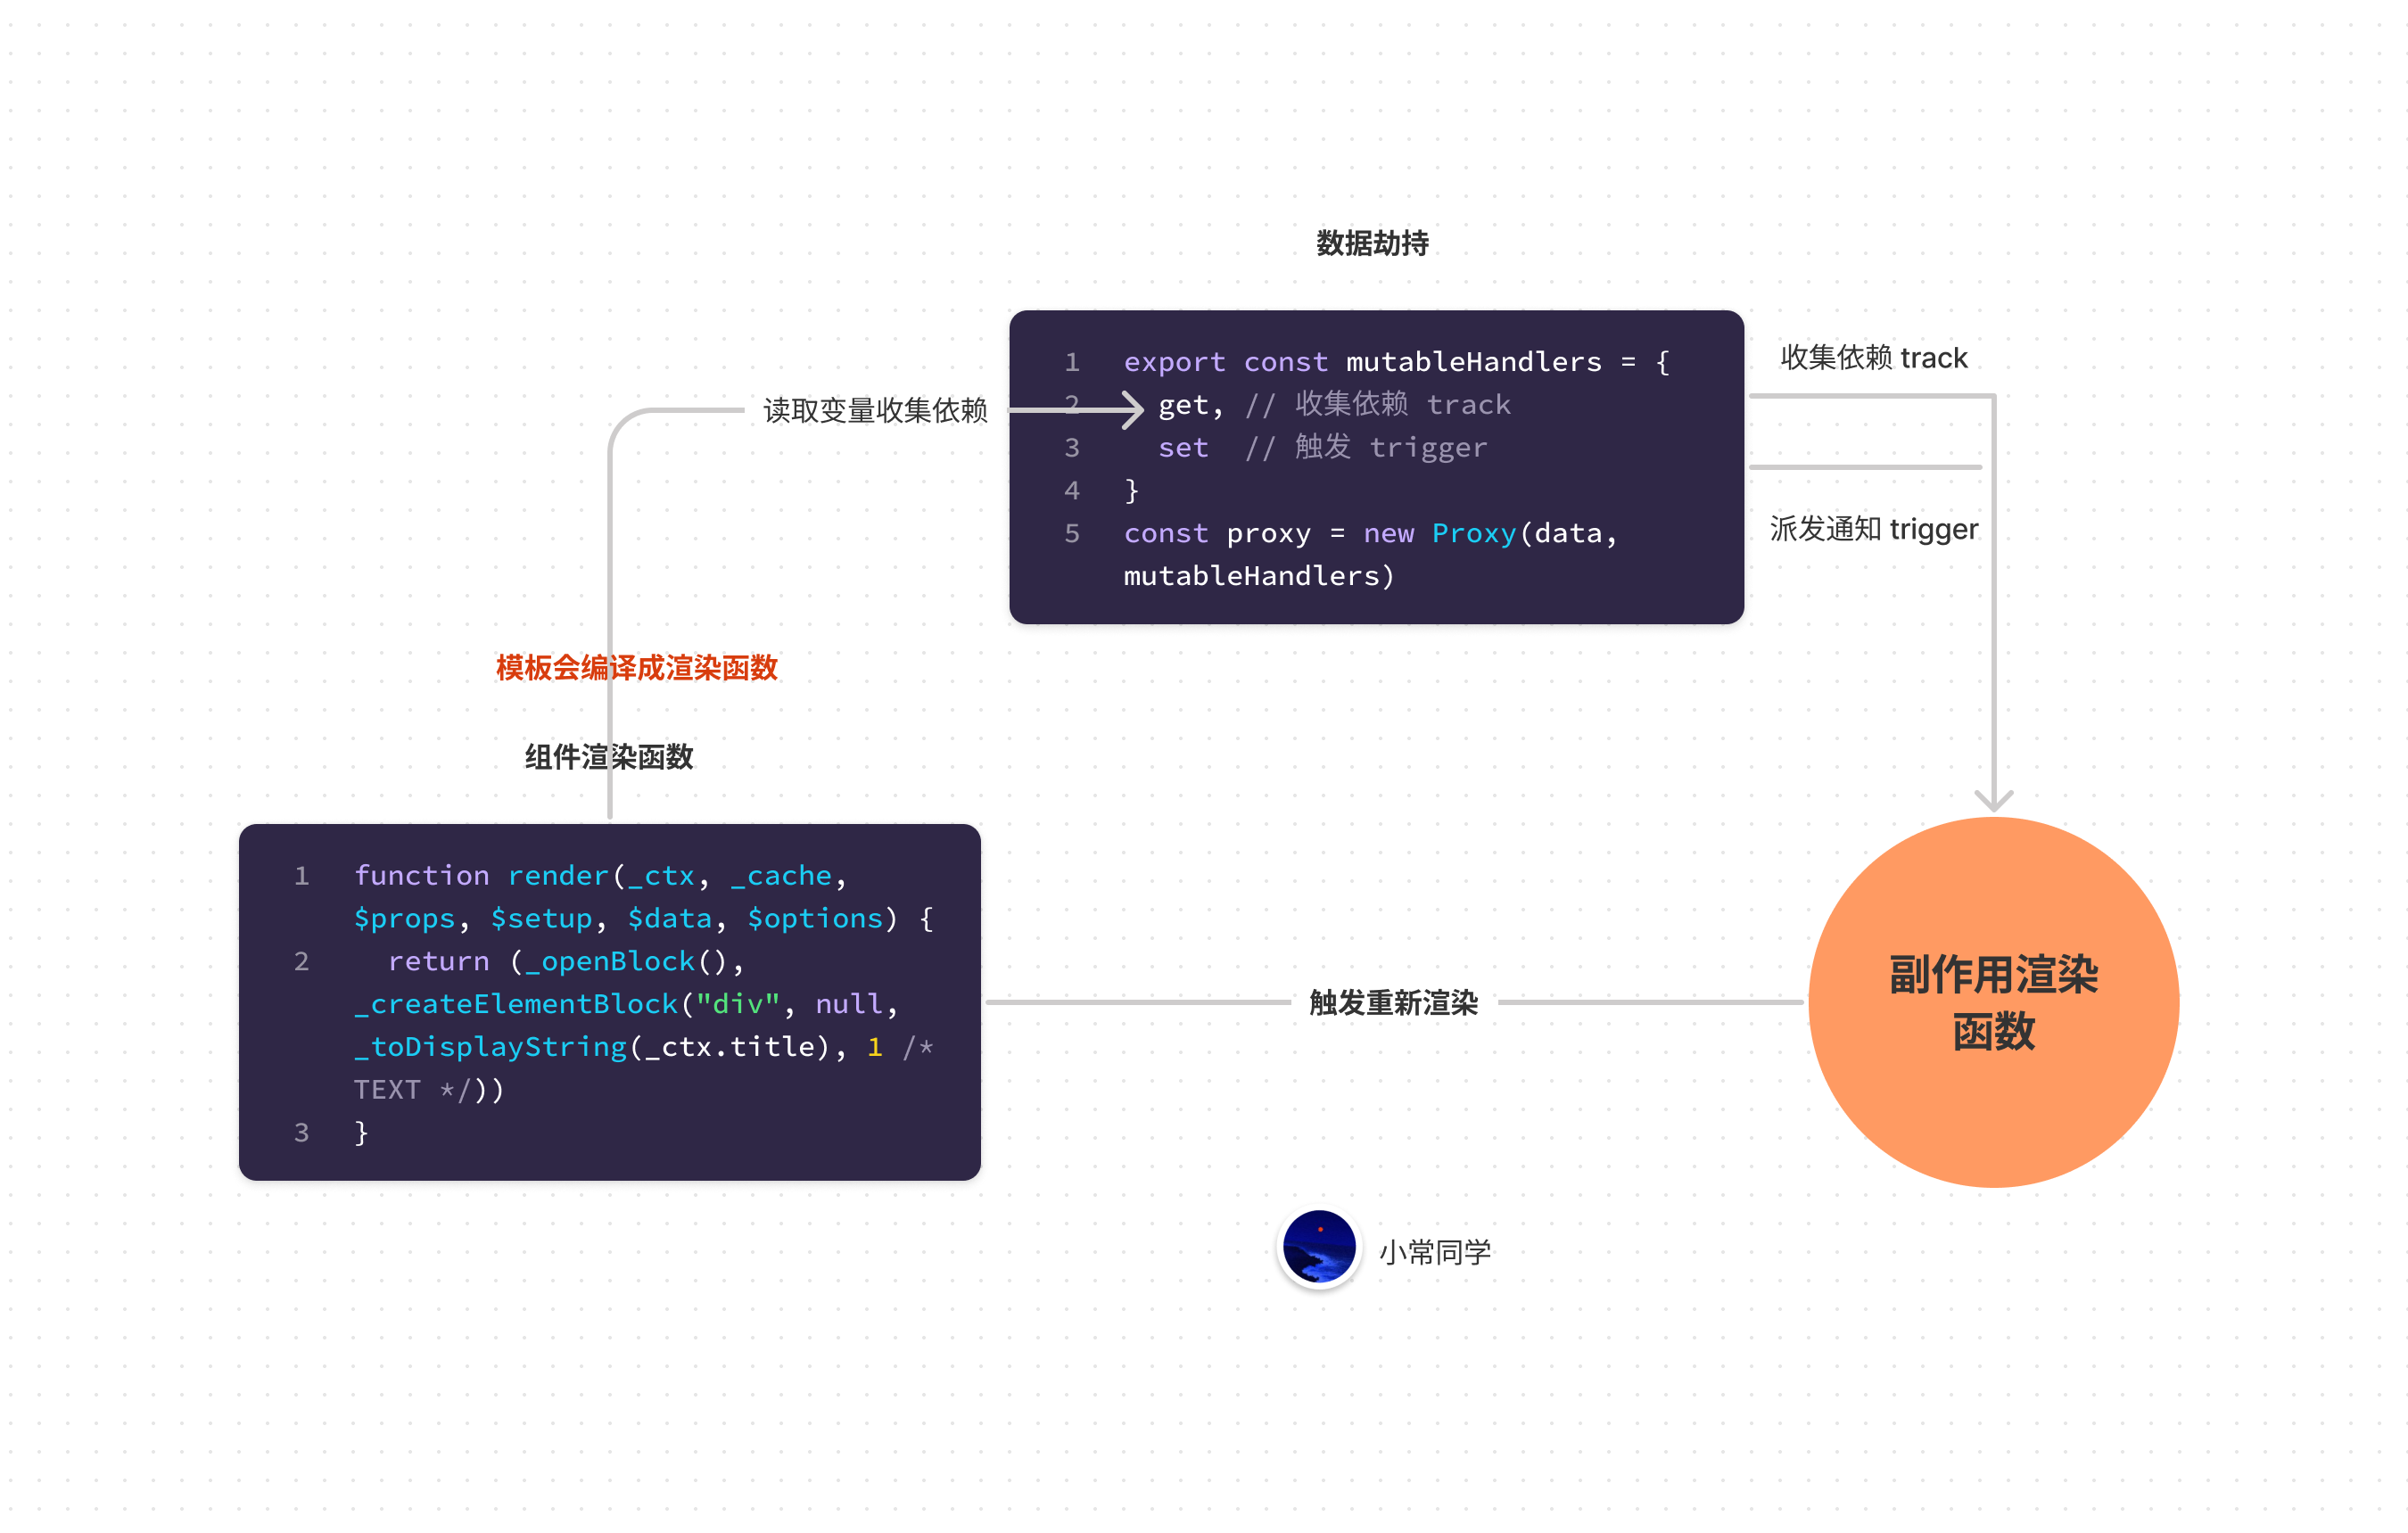 数据劫持
1 export const mutableHandlers = {
2 get, // 收集依赖 track
3 set // 触发 trigger
4 }
5 const proxy = new Proxy(data,
mutableHandlers)
收集依赖 track
派发通知 trigger
读取变量收集依赖
模板会编译成渲染函数
组件渲染函数
1 function render(_ctx, _cache,
$props, $setup, $data, $options) {
2 return (_openBlock(),
_createElementBlock("div", null,
_toDisplayString(_ctx.title), 1 /*
TEXT */))
3 }
触发重新渲染
副作用渲染
函数
小常同学